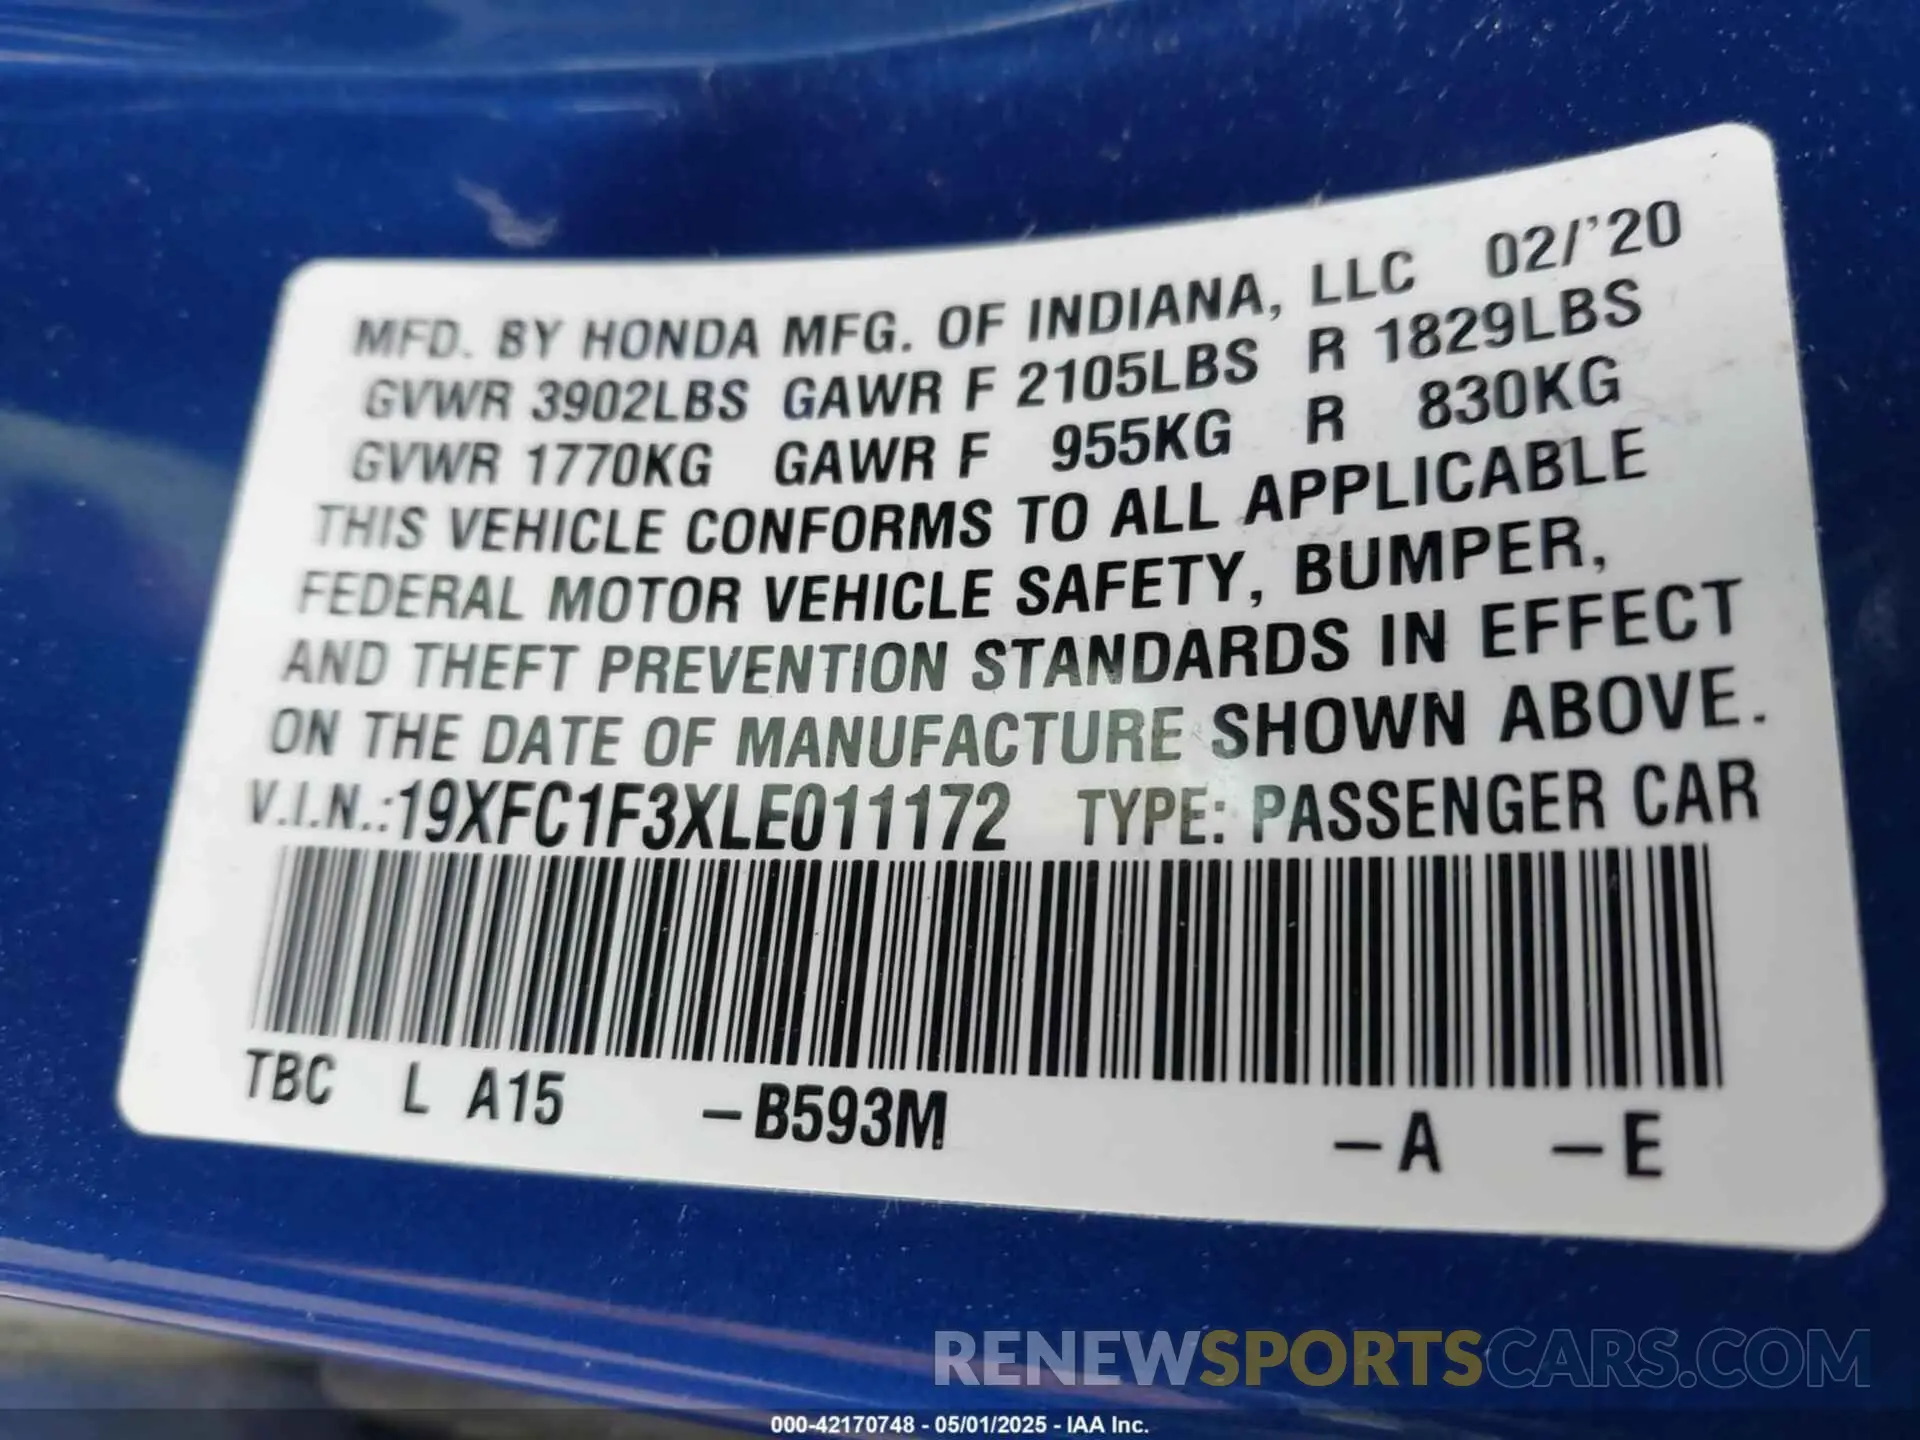 MFD. BY HONDA MFG. OF INDIANA, LLC 02/'20
GVWR 3902LBS GAWR F 2105LBS R 1829LBS
GVWR 1770KG GAWR F 955KG R 830KG
THIS VEHICLE CONFORMS TO ALL APPLICABLE
FEDERAL MOTOR VEHICLE SAFETY, BUMPER,
AND THEFT PREVENTION STANDARDS IN EFFECT
ON THE DATE OF MANUFACTURE SHOWN ABOVE.
V.I.N.:19XFC1F3XLE011172 TYPE: PASSENGER CAR
TBC L A15 –B593M –A –E
RENEWSPORTSCARS.COM
000-42170748 - 05/01/2025 - IAA Inc.